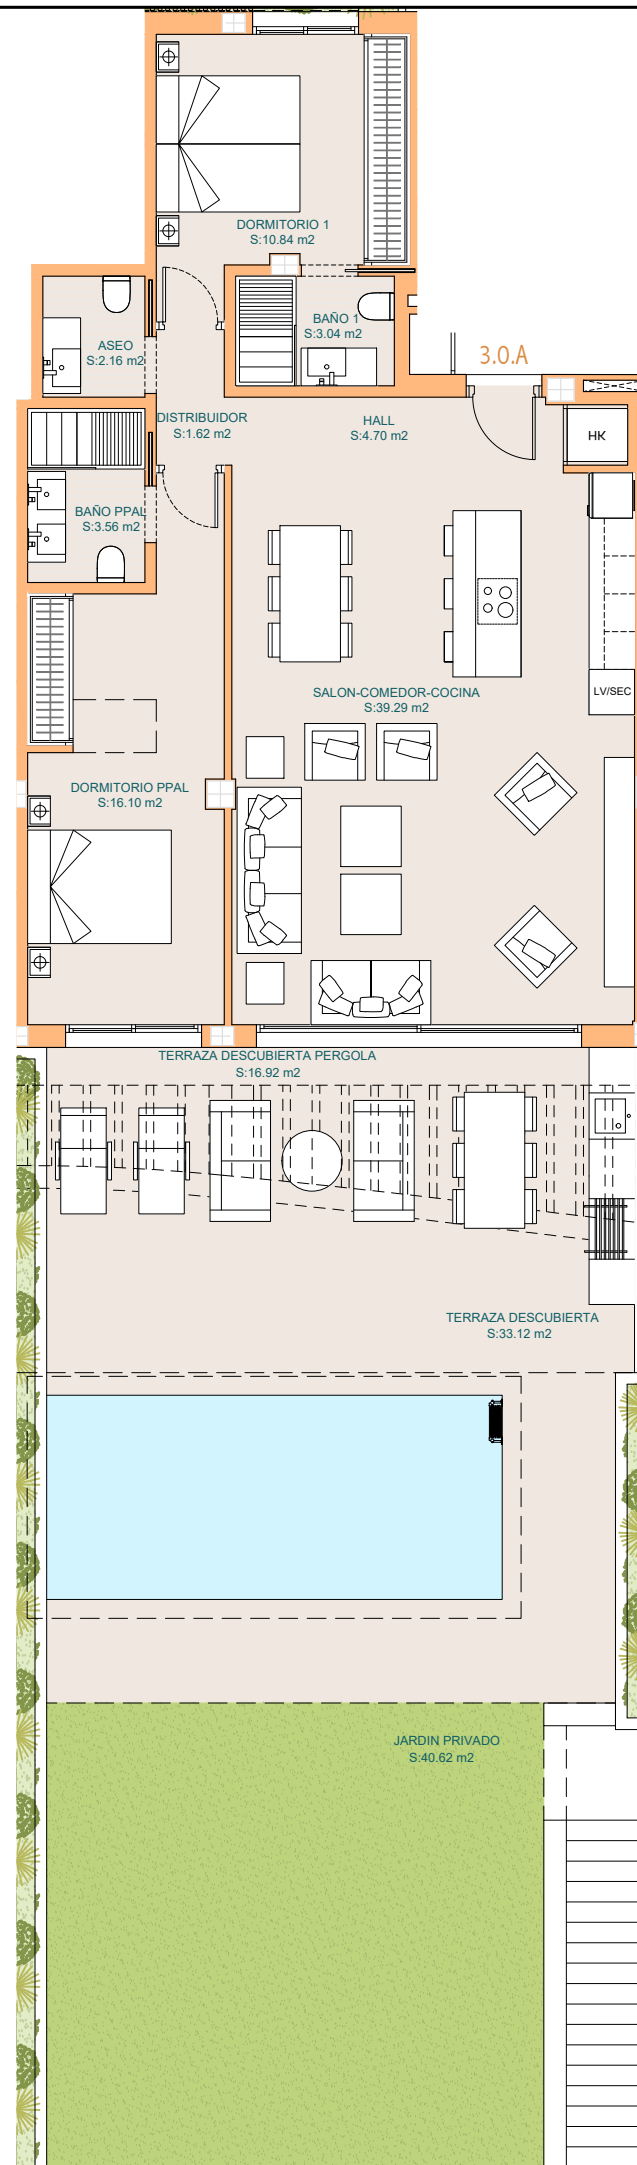 DORMITORIO 1
S:10.84 m2
BAÑO 1
S:3.04 m2
ASEO
S:2.16 m2
3.0.A
DISTRIBUIDOR
S:1.62 m2
HALL
S:4.70 m2
HK
BAÑO PPAL
S:3.56 m2
SALON-COMEDOR-COCINA
S:39.29 m2
LV/SEC
DORMITORIO PPAL
S:16.10 m2
TERRAZA DESCUBIERTA PERGOLA
S:16.92 m2
TERRAZA DESCUBIERTA
S:33.12 m2
JARDIN PRIVADO
S:40.62 m2